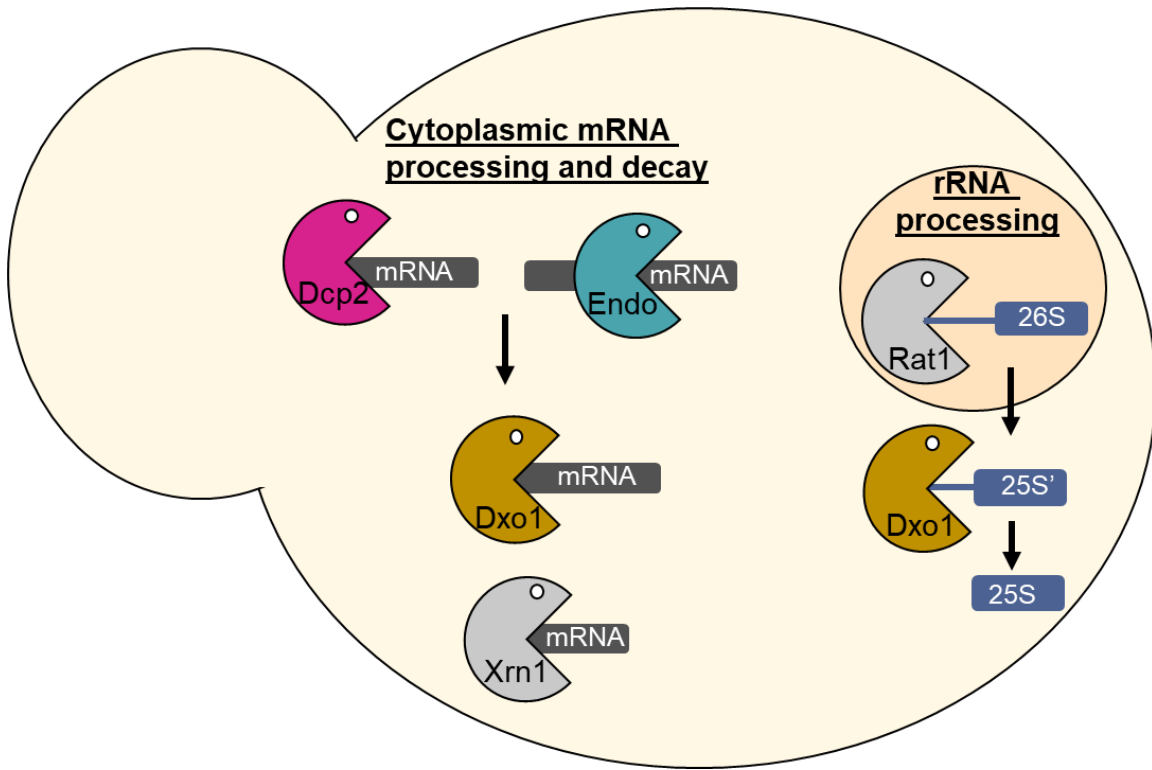 Cytoplasmic mRNA
processing and decay
mRNA
Dcp2
mRNA
Endo
Dxo1
mRNA
Xrn1
mRNA
rRNA
processing
26S
Rat1
25S’
Dxo1
25S